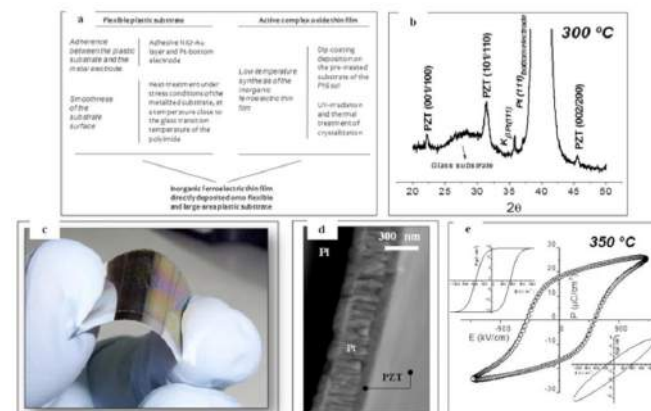 a
Flexible plastic substrate
Active complex oxide thin film
Adherence
between the plastic
substrate and the
metal electrode
Adhesive NiCr-Au
layer and Pt-bottom
electrode
Smoothness
of the
substrate
surface
Heat-treatment under
stress conditions of the
metallized substrate, at
a temperature close to
the glass transition
temperature of the
polyimide
Low-temperature
synthesis of the
inorganic
ferroelectric thin
film
Dip-coating
deposition on
the pre-treated
substrate of the
UV-irradiation
and thermal
treatment of
crystallization
Inorganic Ferroelectric thin film
directly deposited onto flexible
and large-area plastic substrate
b
300 ºC
PZT (001/100)
PZT (101/110)
Pt (111) bottom electrode
PZT (002/200)
Glass substrate
20 25 30 35 40 45 50
2θ
c
d
300 nm
Pt
PZT
e
350 ºC
P (μC/cm²)
E (kV/cm)